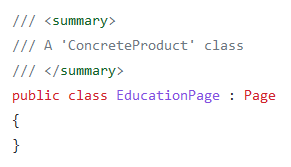 /// <summary>
/// A 'ConcreteProduct' class
/// </summary>
public class EducationPage : Page
{
}